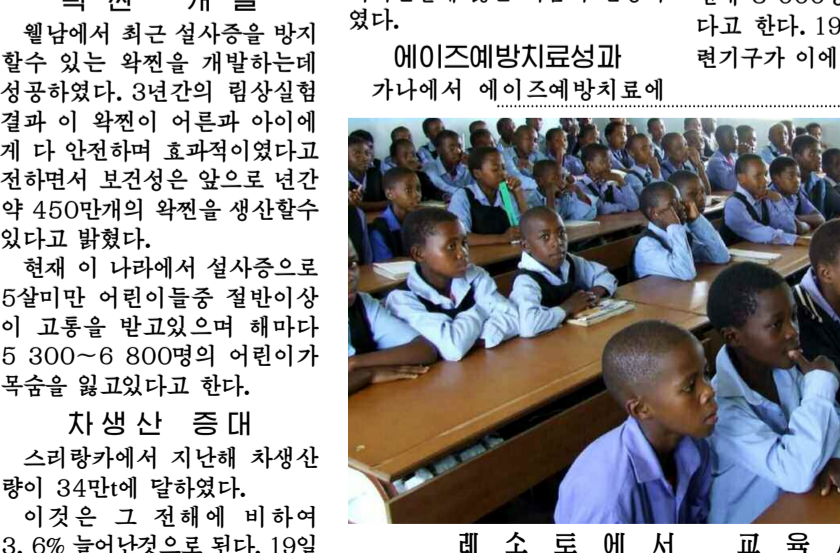 왁찐 개발
웰남에서 최근 설사증을 방지
할수 있는 왁찐을 개발하는데
성공하였다. 3년간의 림상실험
결과 이 왁찐이 어른과 아이에
게 다 안전하며 효과적이였다고
전하면서 보건성은 앞으로 년간
약 450만개의 왁찐을 생산할수
있다고 밝혔다.
현재 이 나라에서 설사증으로
5살미만 어린이들중 절반이상
이 고통을 받고있으며 해마다
5 300~6 800명의 어린이가
목숨을 잃고있다고 한다.
차생산 증대
스리랑카에서 지난해 차생산
량이 34만t에 달하였다.
이것은 그 전해에 비하여
3. 6% 늘어난것으로 된다. 19일
였다.
에이즈예방치료성과
가나에서 에이즈예방치료에
다고 한다. 19
련기구가 이에
레소토에서 교육